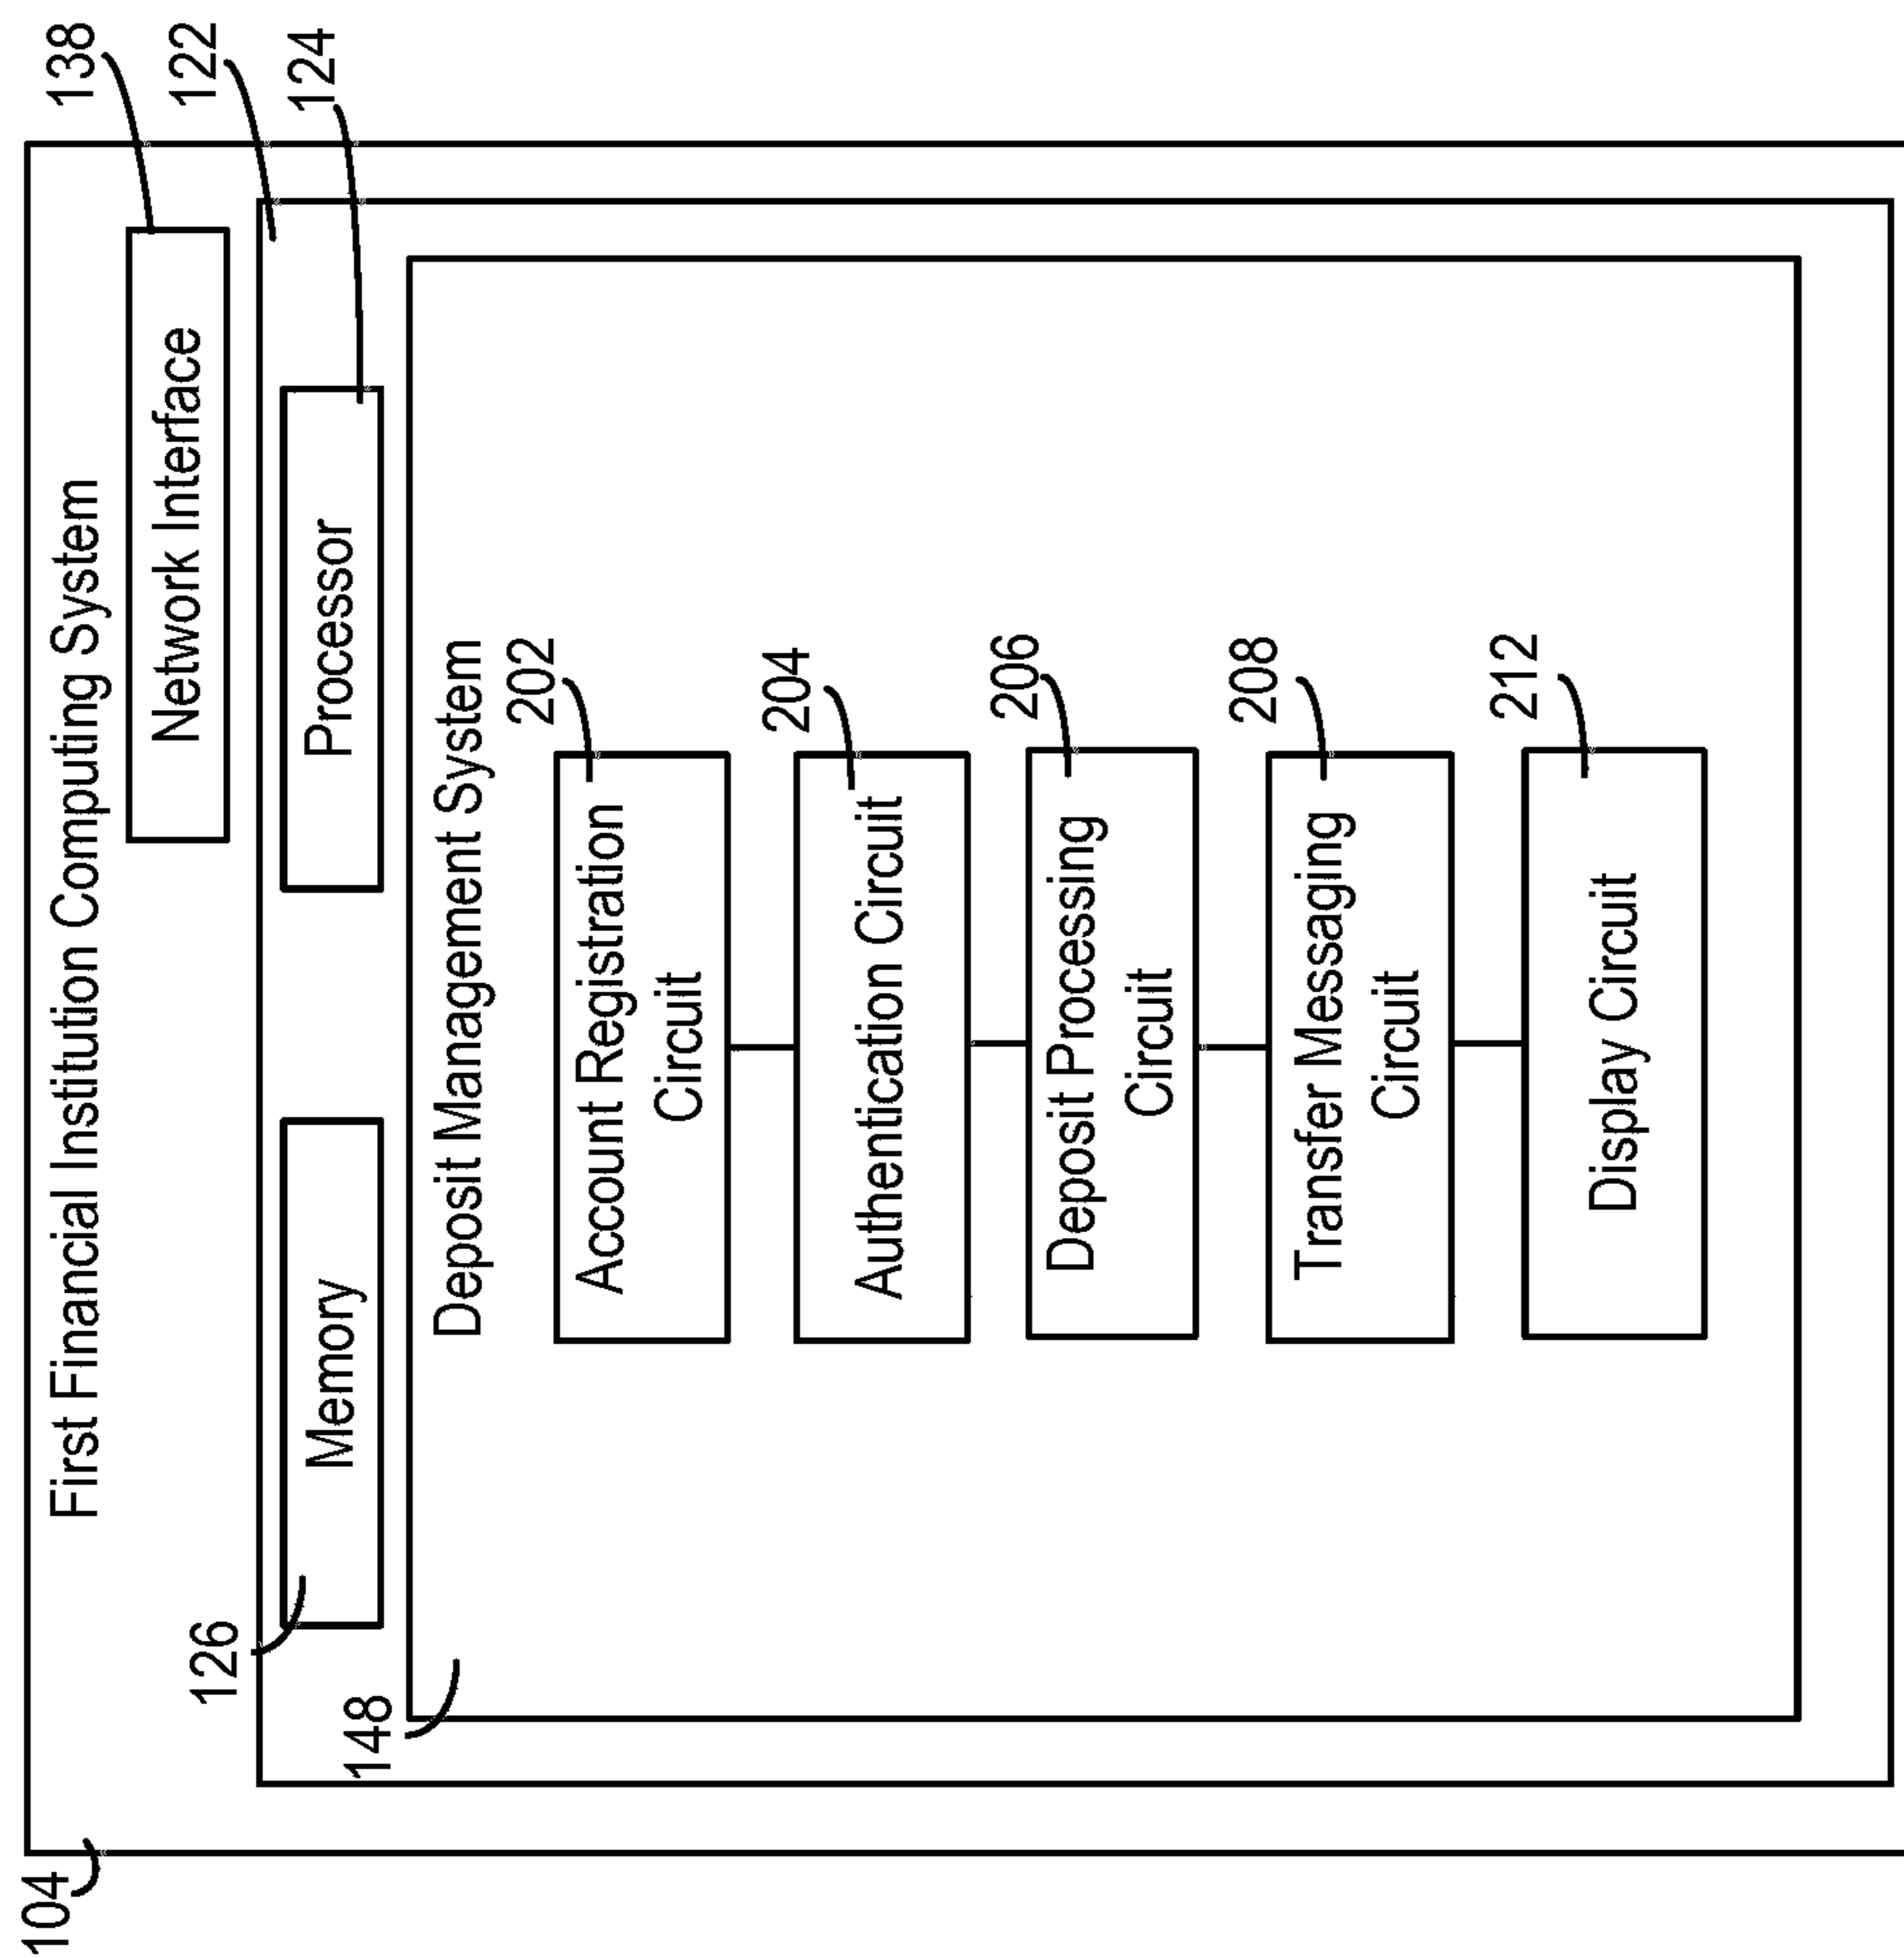 104
First Financial Institution Computing System
138
Network Interface
122
126
Memory
Processor
124
148
Deposit Management System
202
Account Registration
Circuit
204
Authentication Circuit
206
Deposit Processing
Circuit
208
Transfer Messaging
Circuit
212
Display Circuit